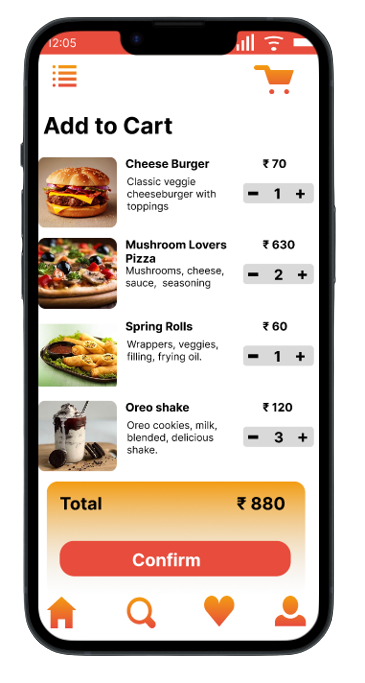 12:05
Add to Cart
Cheese Burger ₹ 70
Classic veggie
cheeseburger with
toppings
- 1 +
Mushroom Lovers
Pizza
₹ 630
Mushrooms, cheese,
sauce, seasoning
- 2 +
Spring Rolls ₹ 60
Wrappers, veggies,
filling, frying oil.
- 1 +
Oreo shake ₹ 120
Oreo cookies, milk,
blended, delicious
shake.
- 3 +
Total ₹ 880
Confirm